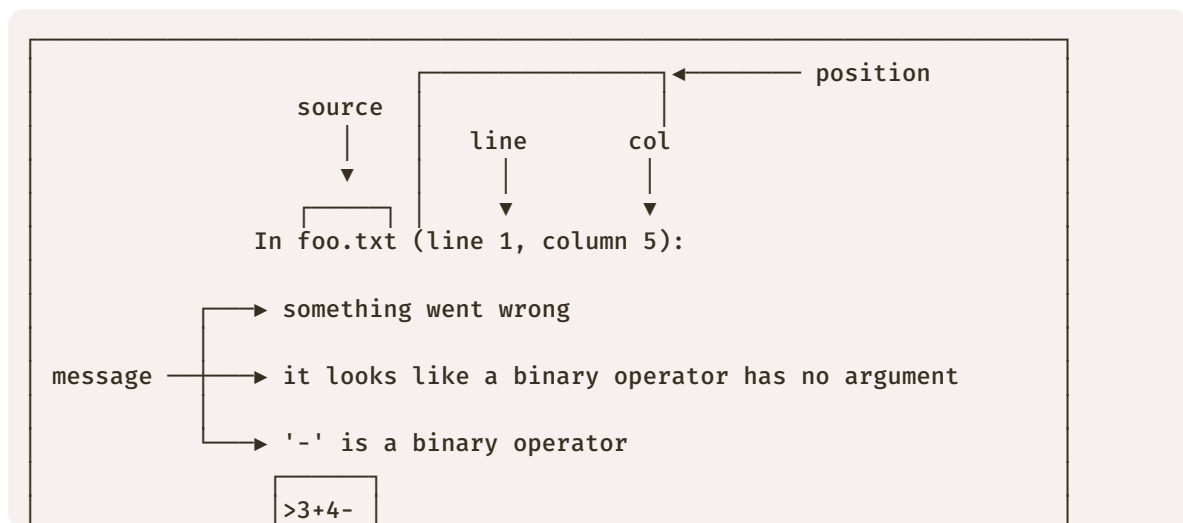 position
source
line col
In foo.txt (line 1, column 5):
something went wrong
message it looks like a binary operator has no argument
'-' is a binary operator
>3+4-